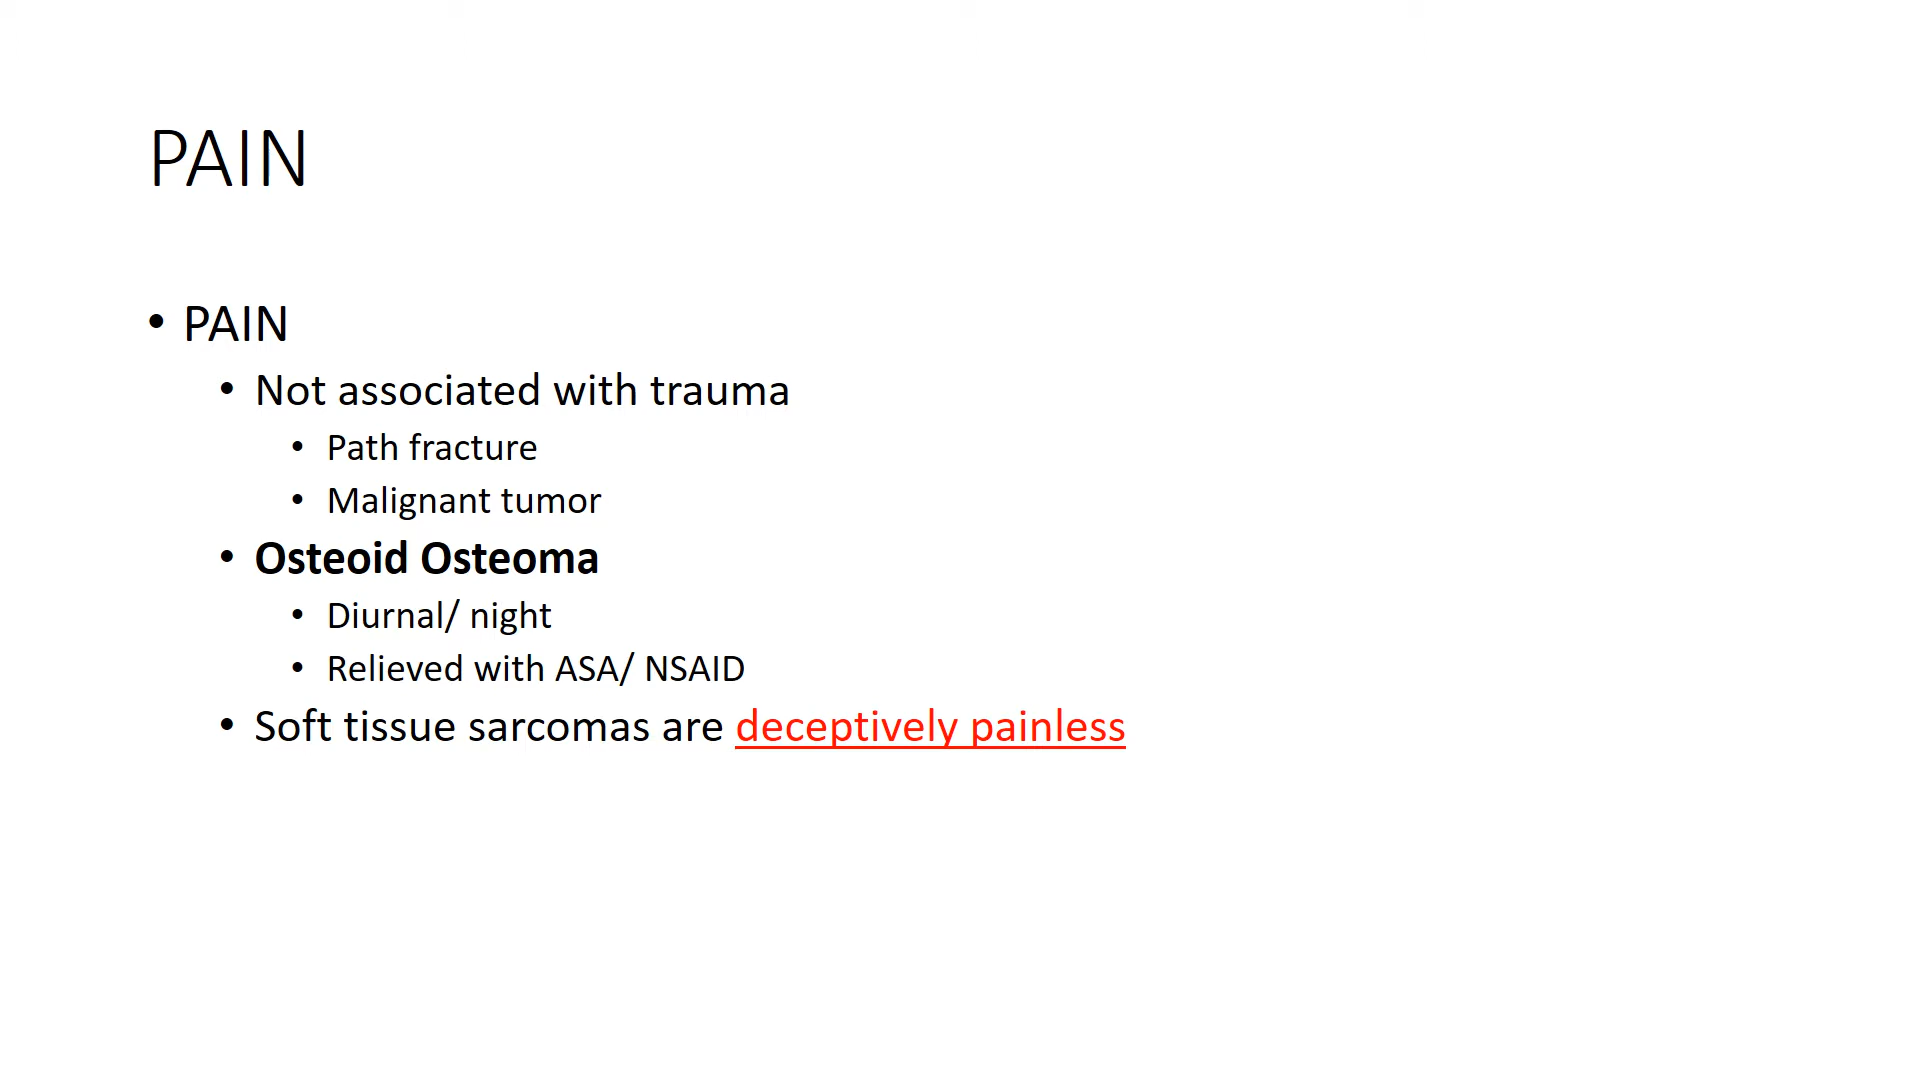 PAIN
• PAIN
• Not associated with trauma
• Path fracture
• Malignant tumor
• Osteoid Osteoma
• Diurnal/ night
• Relieved with ASA/ NSAID
• Soft tissue sarcomas are deceptively painless